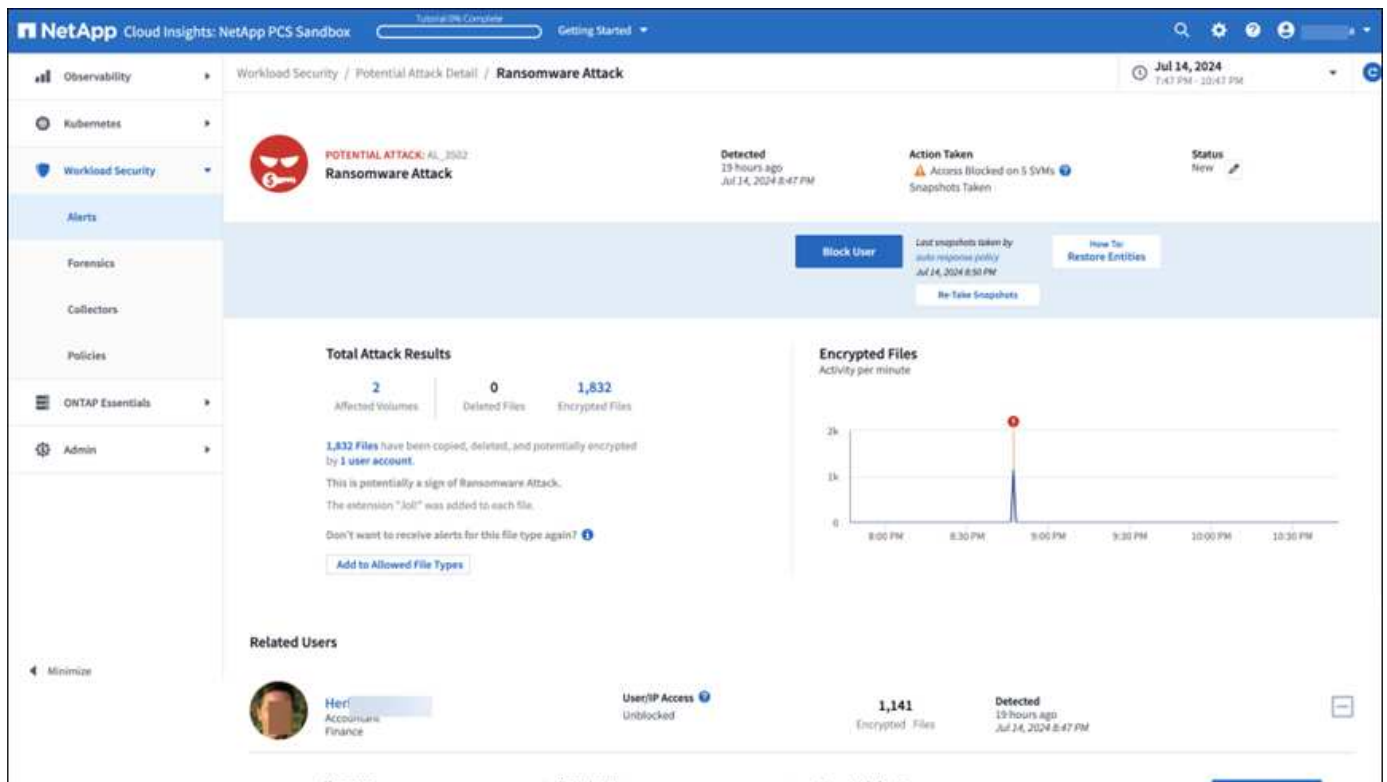 NetApp Cloud Insights: NetApp PCS Sandbox
Tutorial 0% Complete
Getting Started
Observability
Kubernetes
Workload Security
Alerts
Forensics
Collectors
Policies
ONTAP Essentials
Admin
Minimize
Workload Security / Potential Attack Detail / Ransomware Attack
Jul 14, 2024
7:47 PM - 10:47 PM
POTENTIAL ATTACK: AL_3502
Ransomware Attack
Detected
19 hours ago
Jul 14, 2024 8:47 PM
Action Taken
Access Blocked on 5 SVMs
Snapshots Taken
Status
New
Block User
Last snapshots taken by
auto response policy
Jul 14, 2024 8:50 PM
Re-Take Snapshots
How To:
Restore Entities
Total Attack Results
2
Affected Volumes
0
Deleted Files
1,832
Encrypted Files
1,832 Files have been copied, deleted, and potentially encrypted
by 1 user account.
This is potentially a sign of Ransomware Attack.
The extension ".lol!" was added to each file.
Don't want to receive alerts for this file type again?
Add to Allowed File Types
Encrypted Files
Activity per minute
2k
1k
0
8:00 PM
8:30 PM
9:00 PM
9:30 PM
10:00 PM
10:30 PM
Related Users
Her
Accountant
Finance
User/IP Access
Unblocked
1,141
Encrypted Files
Detected
19 hours ago
Jul 14, 2024 8:47 PM